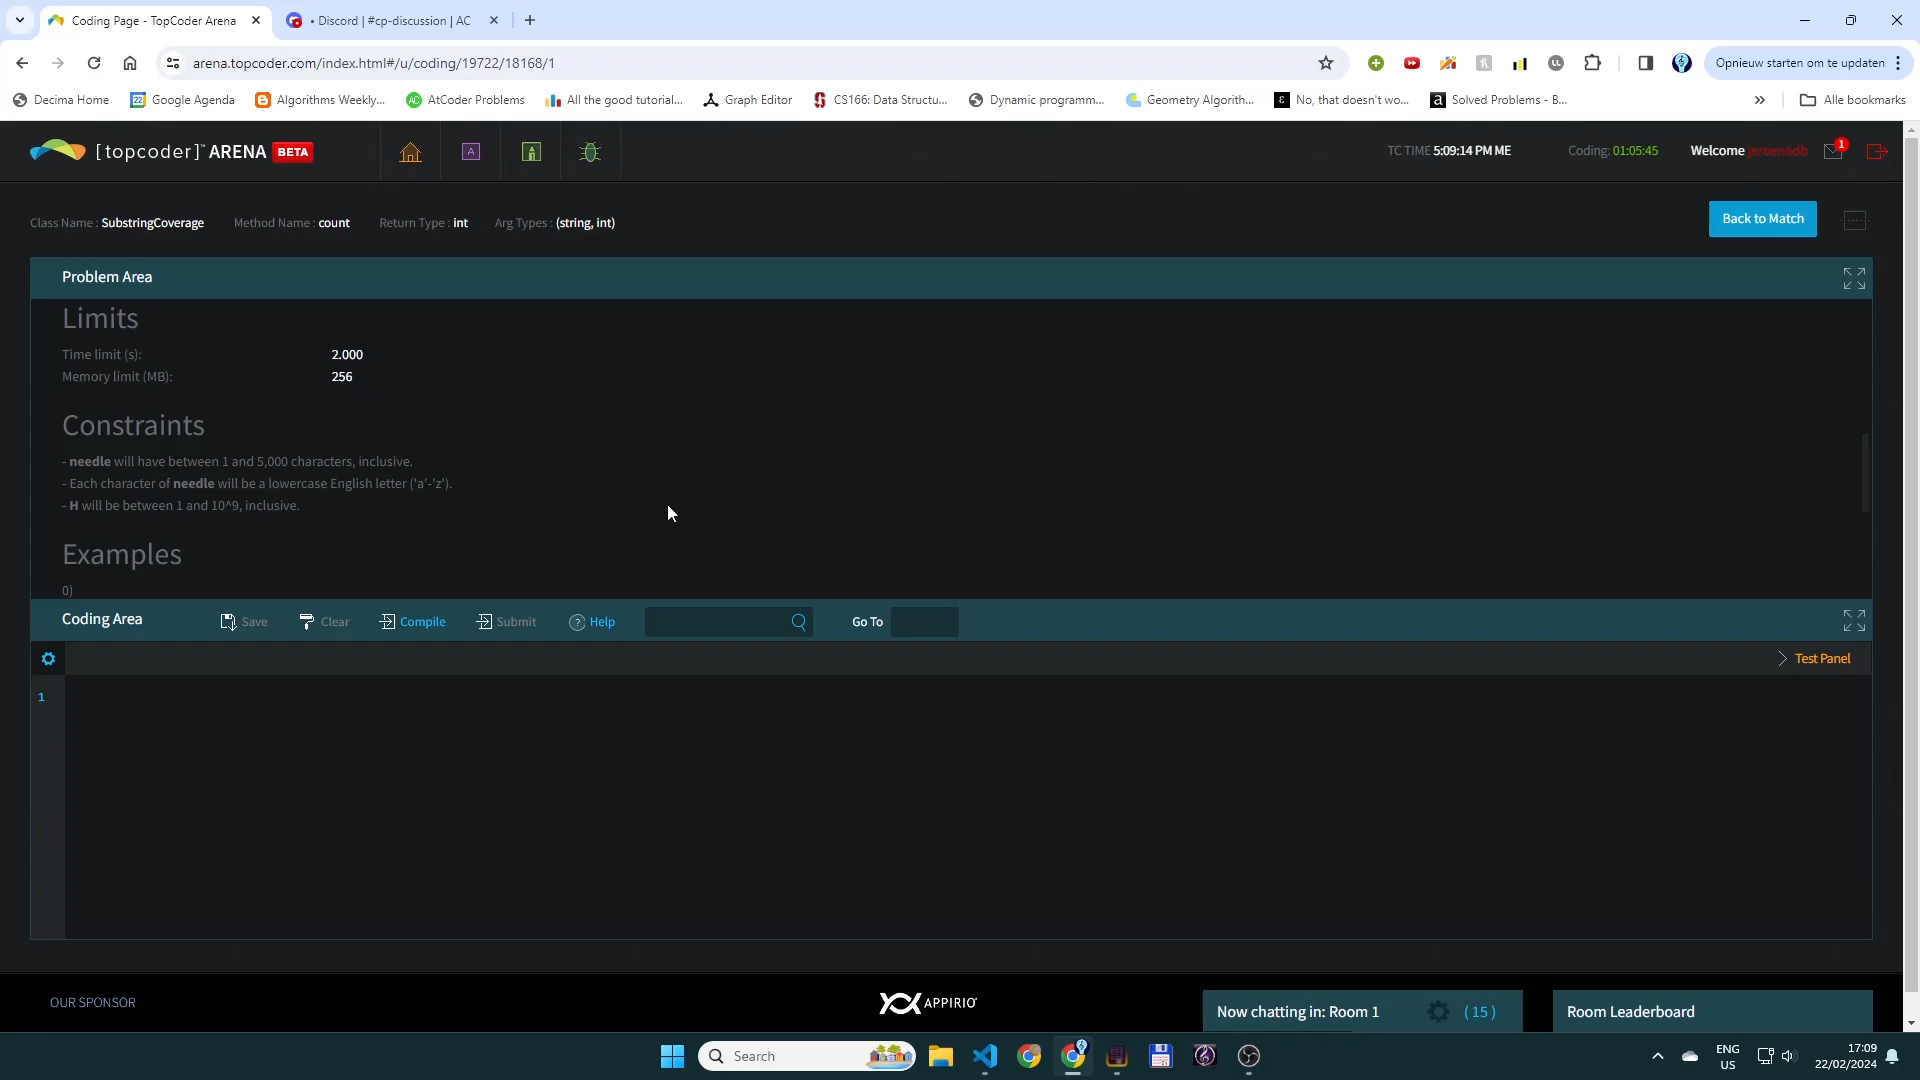 Coding Page - TopCoder Arena
• Discord | #cp-discussion | AC
arena.topcoder.com/index.html#/u/coding/19722/18168/1
Opnieuw starten om te updaten
Decima Home
Google Agenda
Algorithms Weekly...
AtCoder Problems
All the good tutorial...
Graph Editor
CS166: Data Structu...
Dynamic programm...
Geometry Algorith...
No, that doesn't wo...
Solved Problems - B...
Alle bookmarks
[topcoder]™ ARENA BETA
TC TIME 5:09:14 PM ME
Coding: 01:05:45
Welcome jeroenodb
1
Class Name : SubstringCoverage
Method Name : count
Return Type : int
Arg Types : (string, int)
Back to Match
Problem Area
Limits
Time limit (s): 2.000
Memory limit (MB): 256
Constraints
- needle will have between 1 and 5,000 characters, inclusive.
- Each character of needle will be a lowercase English letter ('a'-'z').
- H will be between 1 and 10^9, inclusive.
Examples
0)
Coding Area
Save
Clear
Compile
Submit
Help
Go To
Test Panel
1
OUR SPONSOR
APPIRIO
Now chatting in: Room 1
( 15 )
Room Leaderboard
Search
ENG
US
17:09
22/02/2024